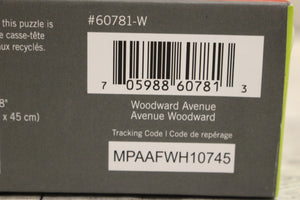 this puzzle is
casse-tête
aux recyclés.
#60781-W
7 05988 60781 3
8"
x 45 cm)
Woodward Avenue
Avenue Woodward
Tracking Code | Code de repérage
MPAAFWH10745